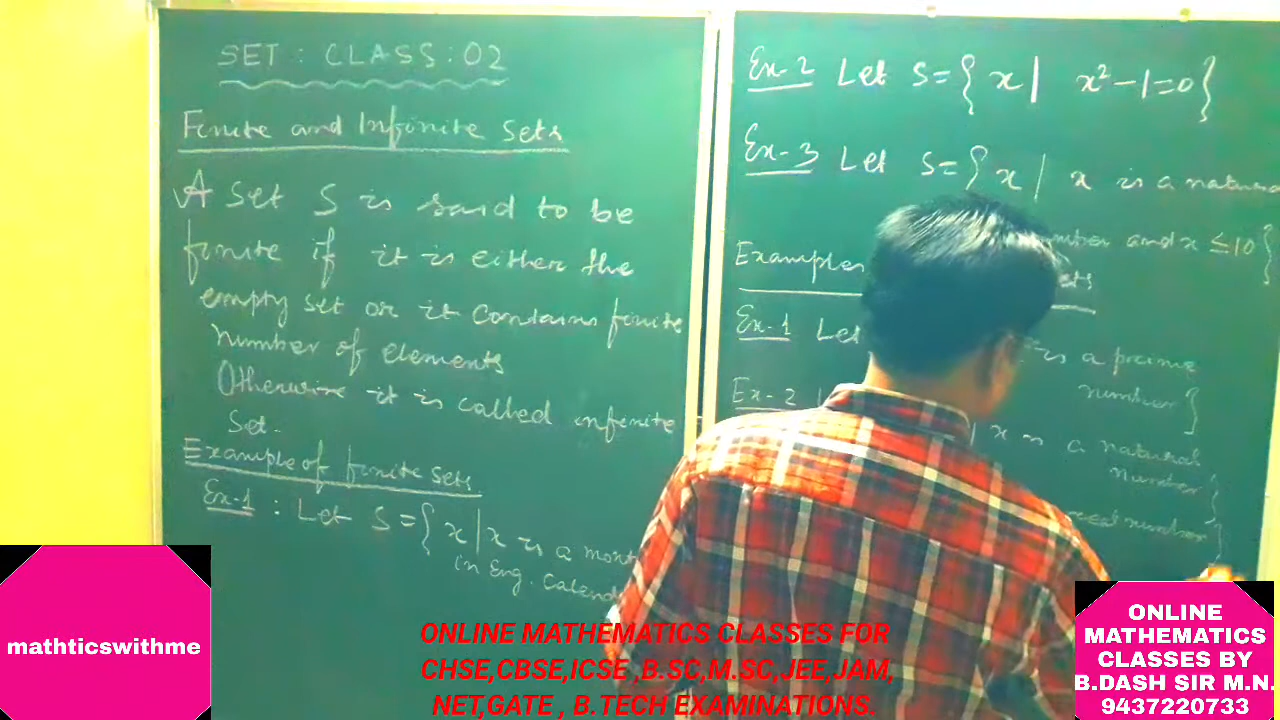 SET : CLASS : 02
Finite and Infinite Sets
A Set S is said to be
finite if it is either the
empty set or it contains finite
number of elements
Otherwise it is called infinite
Set.
Example of finite Sets
Ex-1 : Let S = { x | x is a mont
in Eng. Calend
Ex-2 Let S = { x | x² - 1 = 0 }
Ex-3 Let S = { x | x is a natura
and x ≤ 10 }
Examples
Ex-1 Let is a prime
number }
Ex-2
| x is a natural
number }
real number }
mathticswithme
ONLINE MATHEMATICS CLASSES FOR
CHSE,CBSE,ICSE ,B.SC,M.SC,JEE,JAM,
NET,GATE , B.TECH EXAMINATIONS.
ONLINE
MATHEMATICS
CLASSES BY
B.DASH SIR M.N.
9437220733